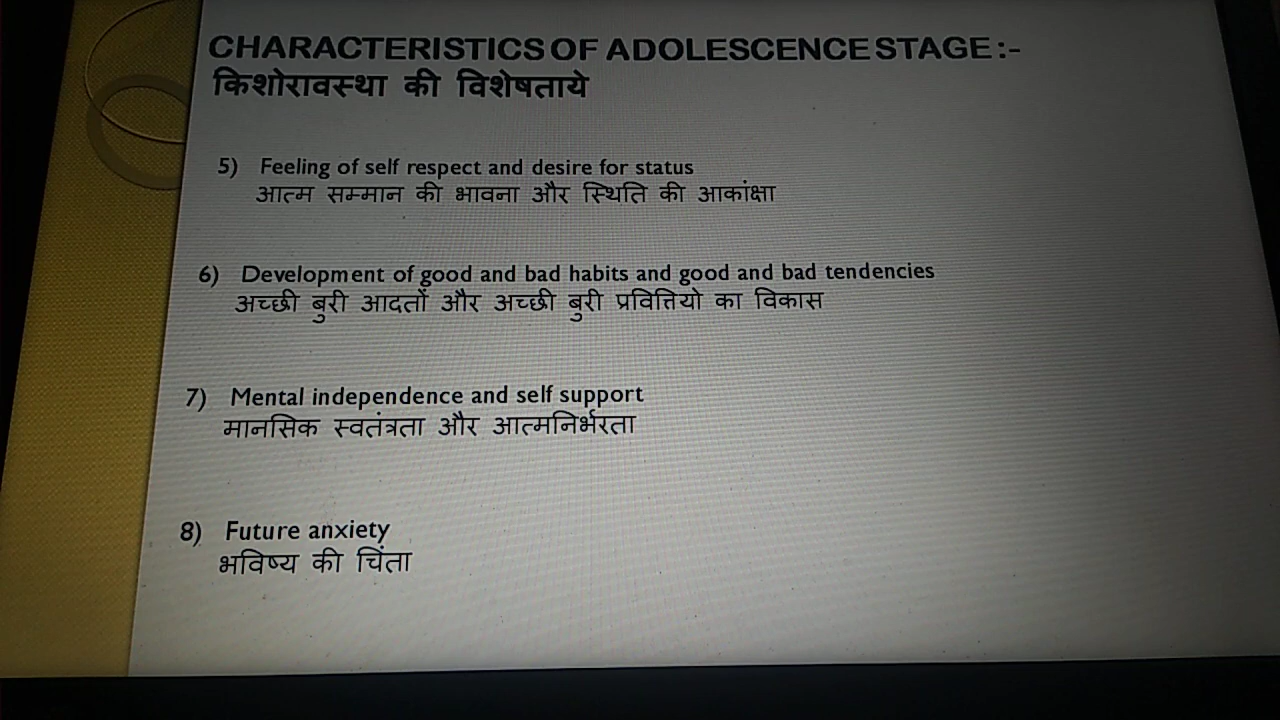 CHARACTERISTICS OF ADOLESCENCE STAGE :-
किशोरावस्था की विशेषताये
5) Feeling of self respect and desire for status
आत्म सम्मान की भावना और स्थिति की आकांक्षा
6) Development of good and bad habits and good and bad tendencies
अच्छी बुरी आदतों और अच्छी बुरी प्रवित्तियो का विकास
7) Mental independence and self support
मानसिक स्वतंत्रता और आत्मनिर्भरता
8) Future anxiety
भविष्य की चिंता